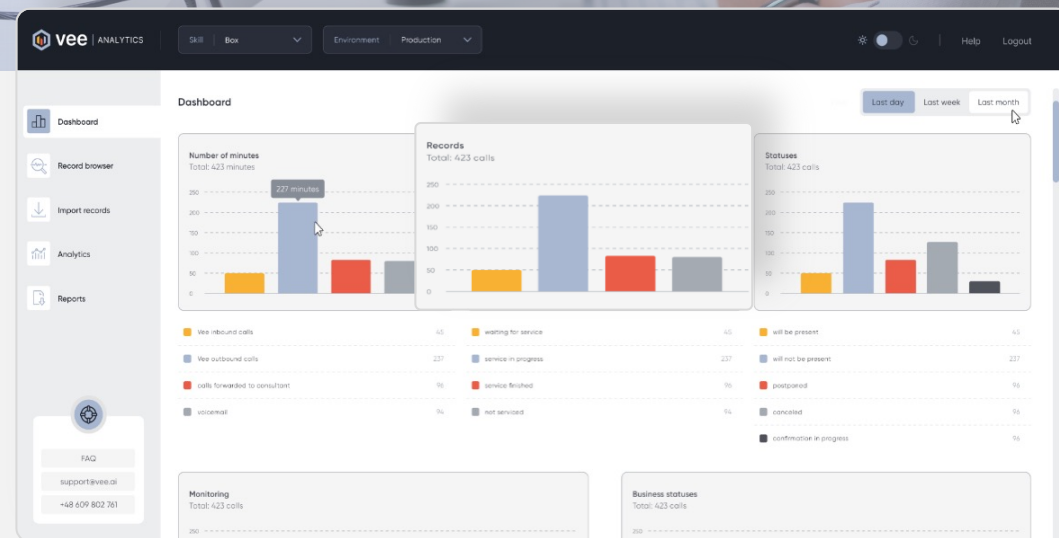 vee | ANALYTICS
Skill Box
Environment Production
Help Logout
Dashboard
Last day Last week Last month
Dashboard
Record browser
Import records
Analytics
Reports
FAQ
support@vee.ai
+48 609 802 761
Number of minutes
Total: 423 minutes
227 minutes
250
200
150
100
50
0
Vee inbound calls 45
Vee outbound calls 237
calls forwarded to consultant 96
voicemail 94
Records
Total: 423 calls
250
200
150
100
50
0
waiting for service 45
service in progress 237
service finished 96
not serviced 94
Statuses
Total: 423 calls
250
200
150
100
50
0
will be present 45
will not be present 237
postponed 96
canceled 96
confirmation in progress 96
Monitoring
Total: 423 calls
250
Business statuses
Total: 423 calls
250